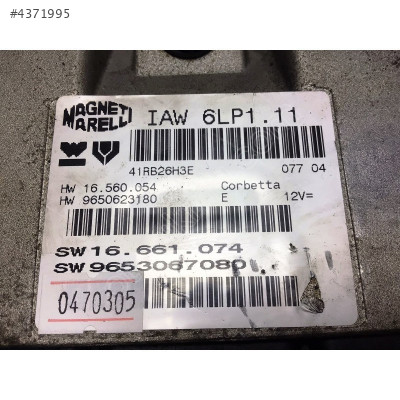 #4371995
MAGNETI MARELLI IAW 6LP1.11
41RB26H3E 077 04
HW 16.560.054 Corbetta
HW 9650623180 E 12V=
SW 16.661.074
SW 9653067080
0470305